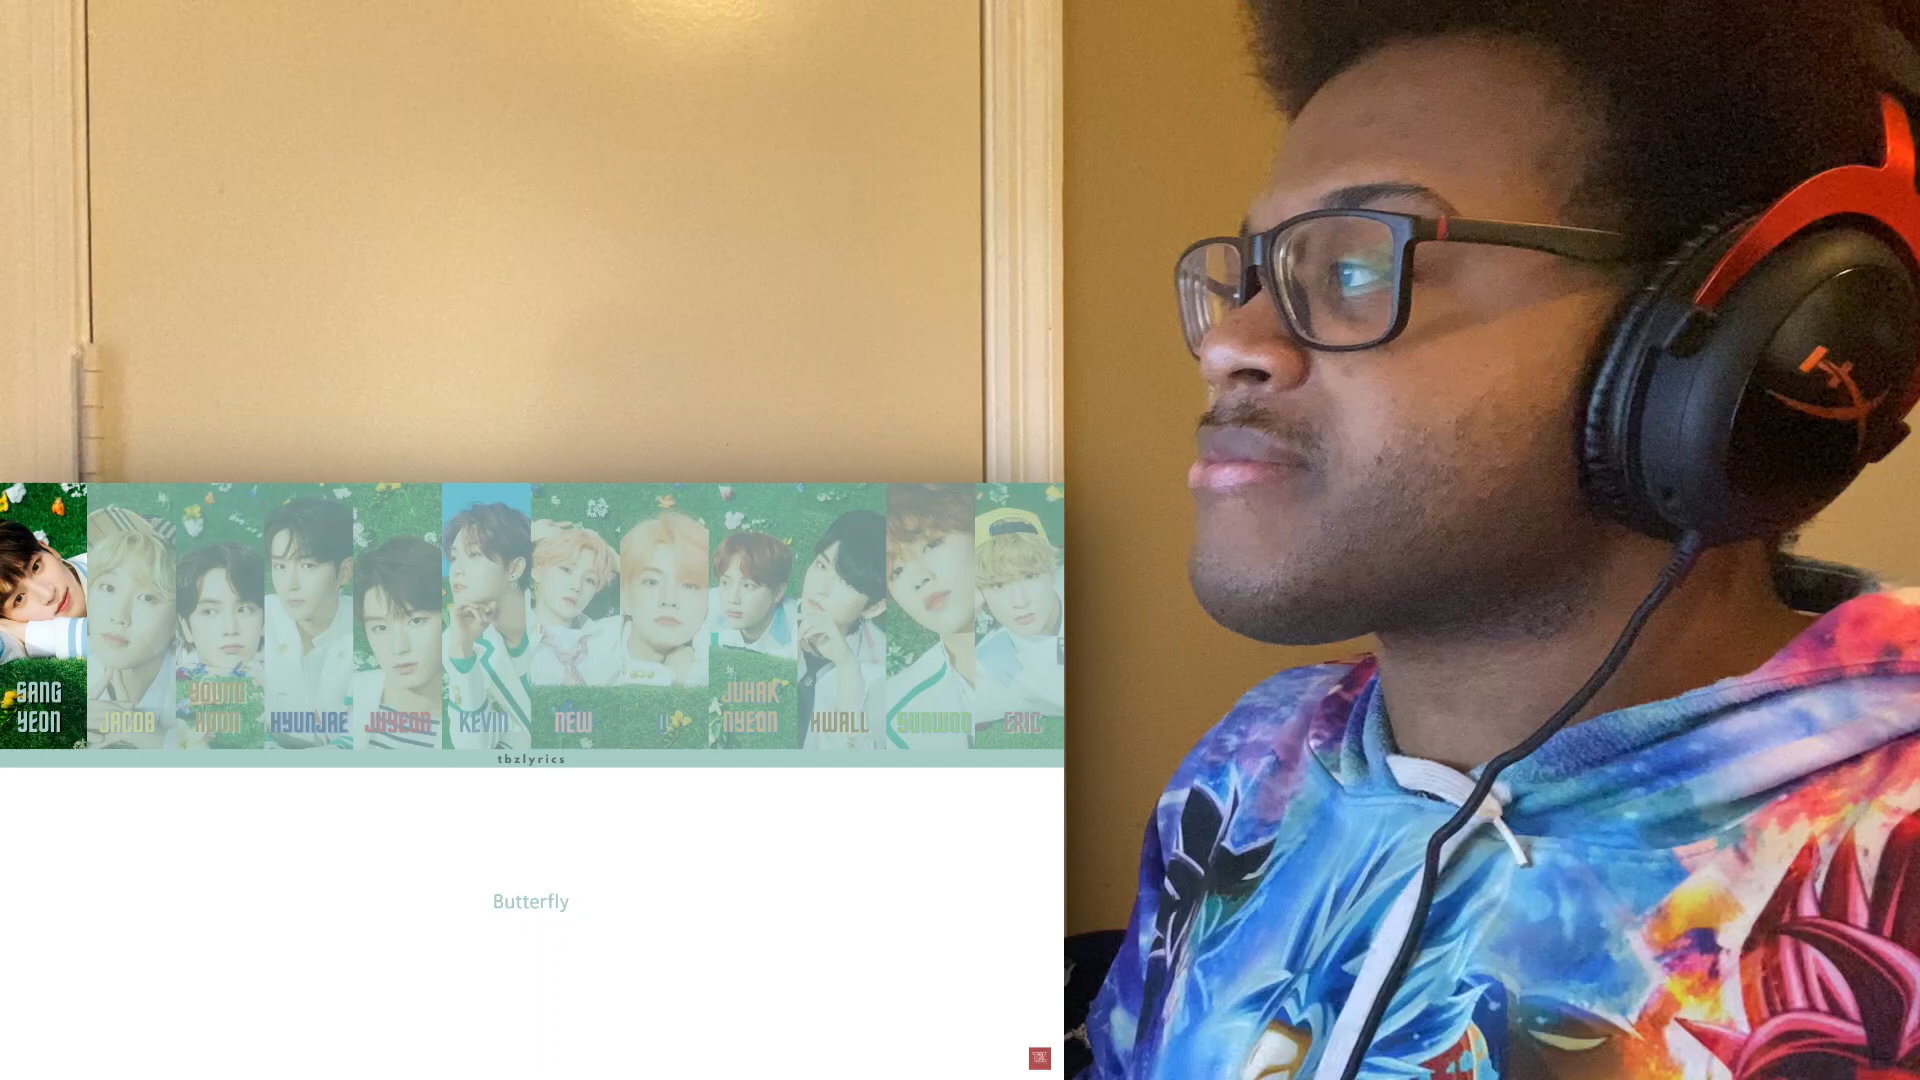 SANG
YEON
JACOB
YOUNG
HOON
HYUNJAE
JUYEON
KEVIN
NEW
Q
JUHAK
NYEON
HWALL
SUNWOO
ERIC
tbzlyrics
Butterfly